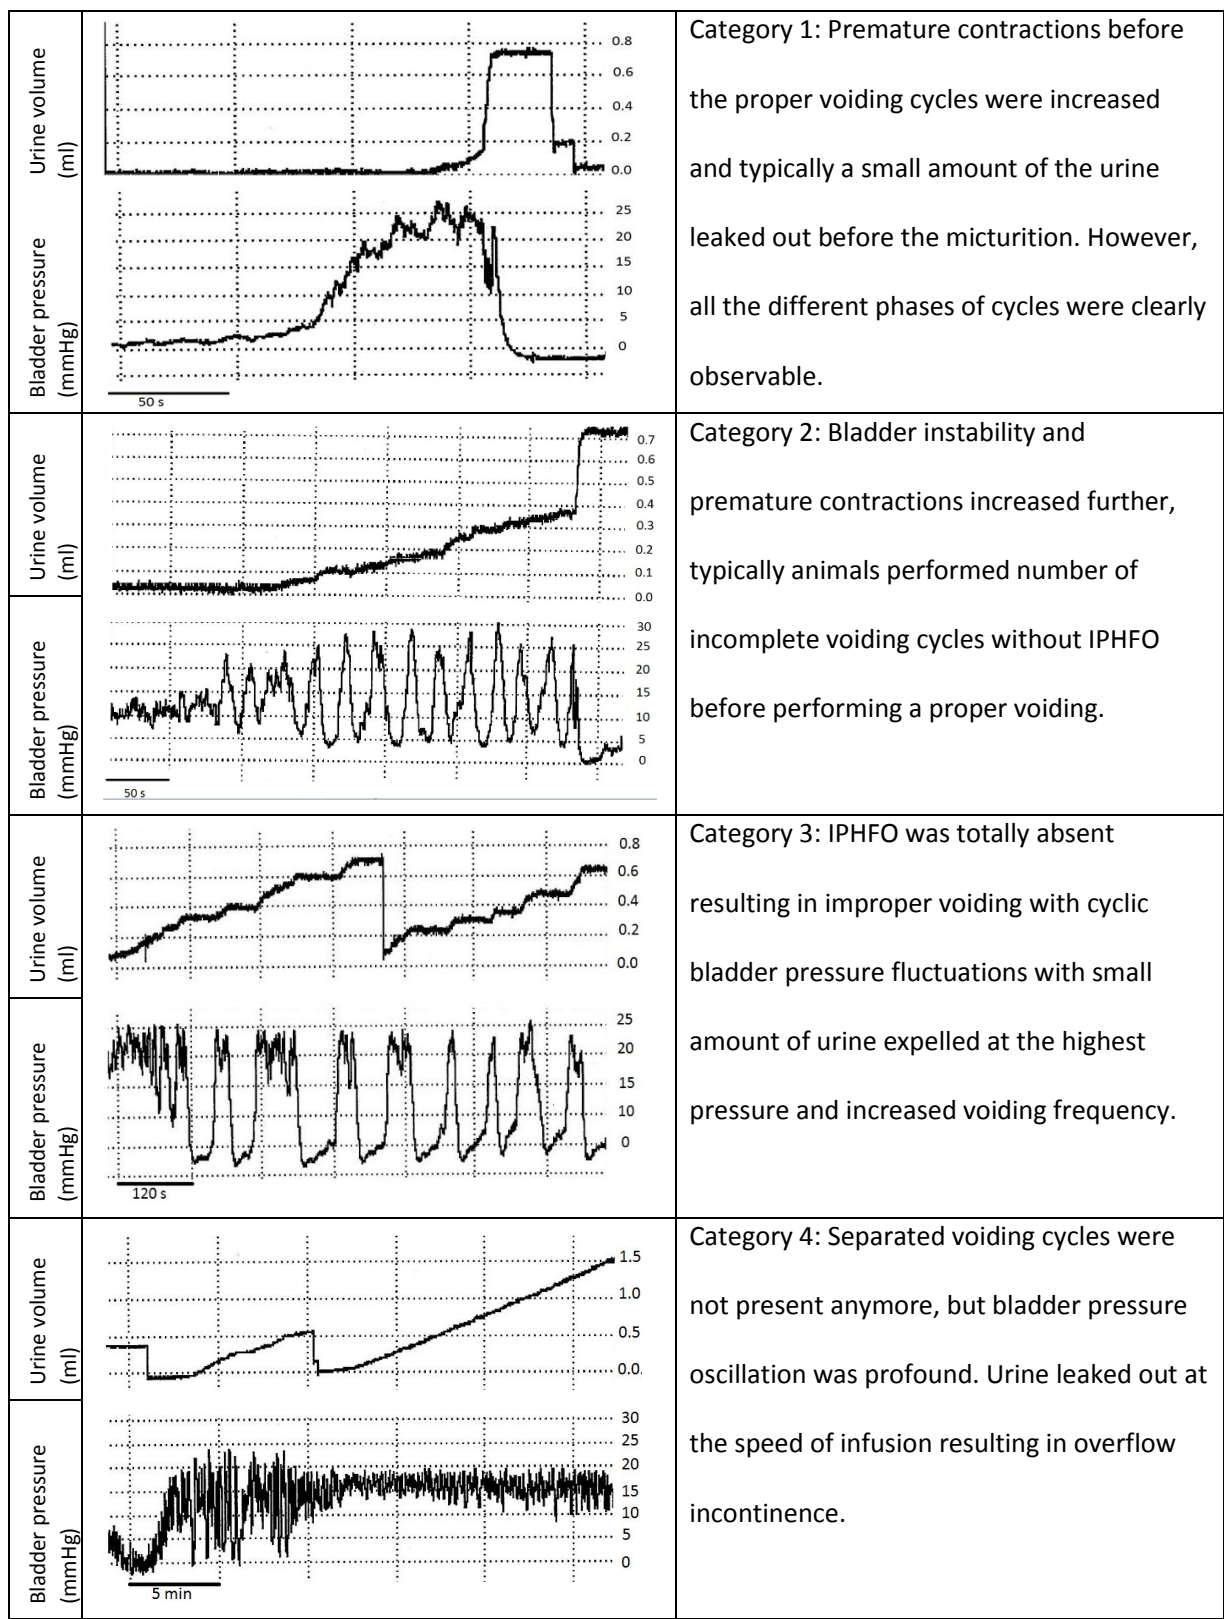 Urine volume
(ml)
0.8
0.6
0.4
0.2
0.0
Bladder pressure
(mmHg)
25
20
15
10
5
0
50 s
Category 1: Premature contractions before
the proper voiding cycles were increased
and typically a small amount of the urine
leaked out before the micturition. However,
all the different phases of cycles were clearly
observable.
Urine volume
(ml)
0.7
0.6
0.5
0.4
0.3
0.2
0.1
0.0
Bladder pressure
(mmHg)
30
25
20
15
10
5
0
50 s
Category 2: Bladder instability and
premature contractions increased further,
typically animals performed number of
incomplete voiding cycles without IPHFO
before performing a proper voiding.
Urine volume
(ml)
0.8
0.6
0.4
0.2
0.0
Bladder pressure
(mmHg)
25
20
15
10
0
120 s
Category 3: IPHFO was totally absent
resulting in improper voiding with cyclic
bladder pressure fluctuations with small
amount of urine expelled at the highest
pressure and increased voiding frequency.
Urine volume
(ml)
1.5
1.0
0.5
0.0.
Bladder pressure
(mmHg)
30
25
20
15
10
5
0
5 min
Category 4: Separated voiding cycles were
not present anymore, but bladder pressure
oscillation was profound. Urine leaked out at
the speed of infusion resulting in overflow
incontinence.